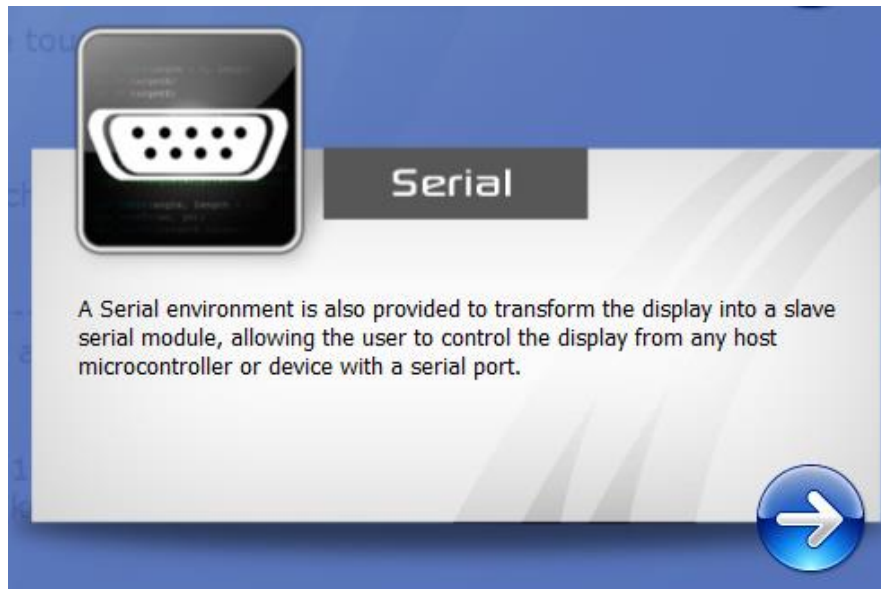 Serial
A Serial environment is also provided to transform the display into a slave
serial module, allowing the user to control the display from any host
microcontroller or device with a serial port.